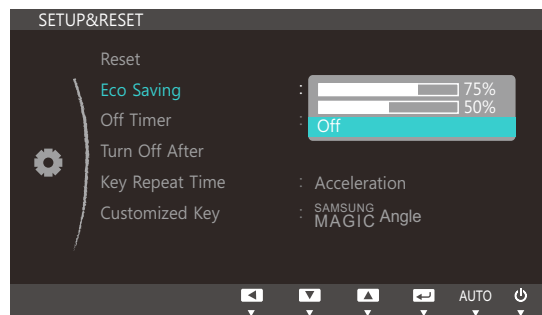 SETUP&RESET
Reset
Eco Saving : 75%
50%
Off Timer : Off
Turn Off After
Key Repeat Time : Acceleration
Customized Key : SAMSUNG MAGIC Angle
AUTO